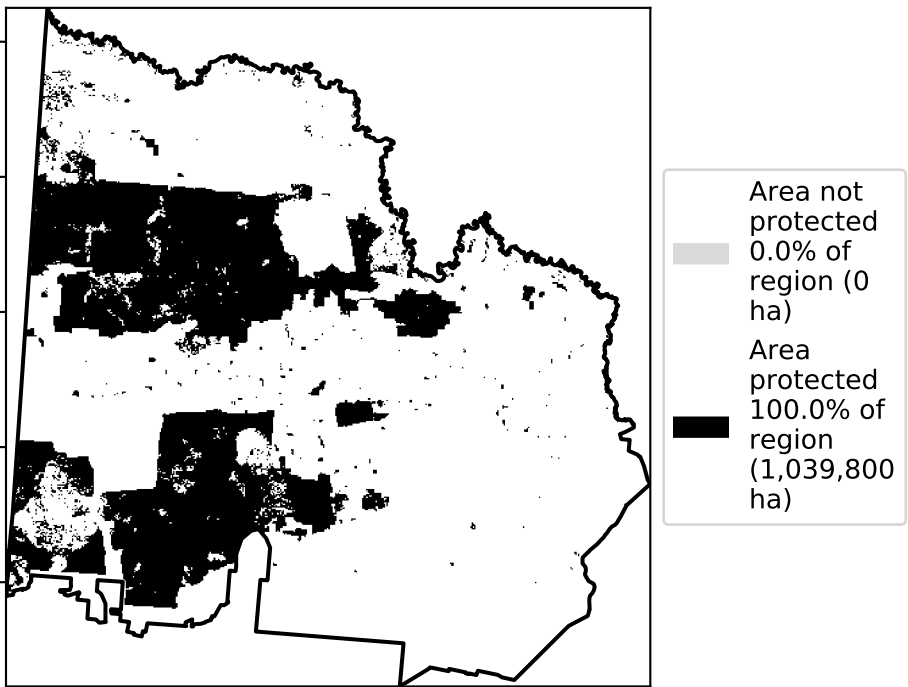 Area not
protected
0.0% of
region (0
ha)
Area
protected
100.0% of
region
(1,039,800
ha)